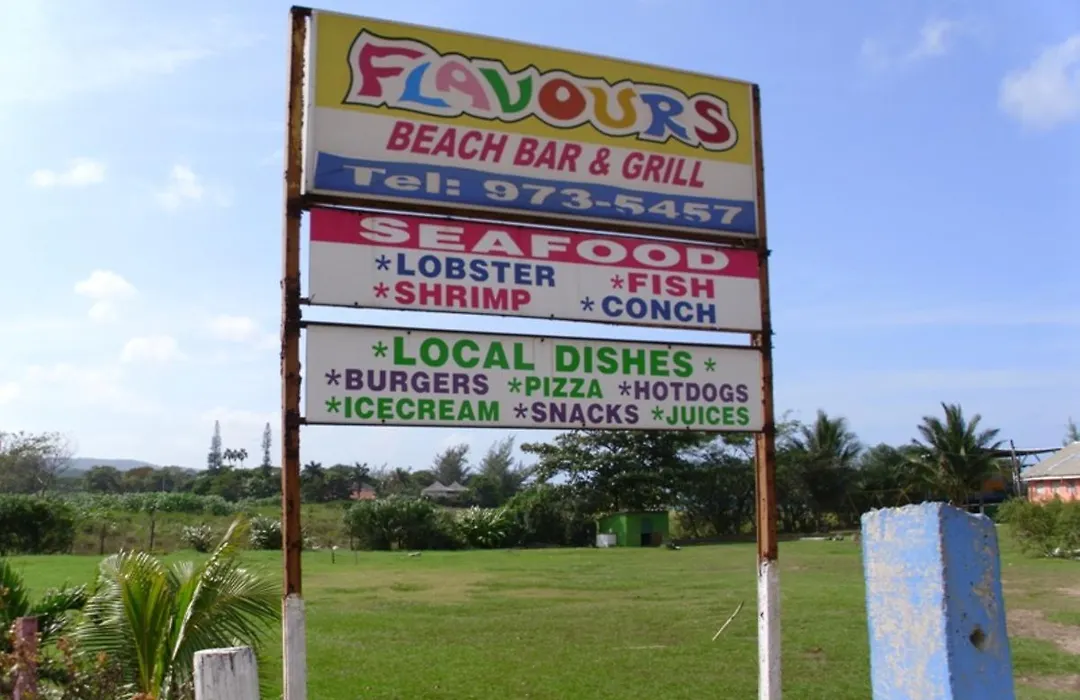 FLAVOURS
BEACH BAR & GRILL
Tel: 973-5457
SEAFOOD
*LOBSTER *FISH
*SHRIMP *CONCH
*LOCAL DISHES*
*BURGERS *PIZZA *HOTDOGS
*ICECREAM *SNACKS *JUICES